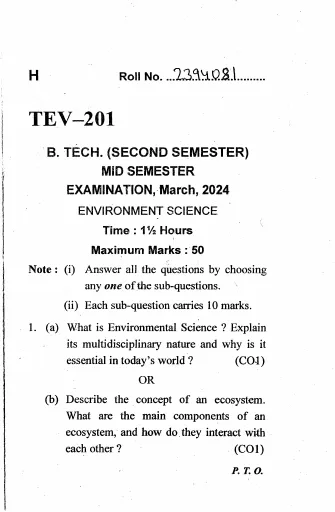 H Roll No. ...2394081.........
TEV–201
B. TECH. (SECOND SEMESTER)
MID SEMESTER
EXAMINATION, March, 2024
ENVIRONMENT SCIENCE
Time : 1½ Hours
Maximum Marks : 50
Note : (i) Answer all the questions by choosing
any one of the sub-questions.
(ii) Each sub-question carries 10 marks.
1. (a) What is Environmental Science ? Explain
its multidisciplinary nature and why is it
essential in today's world ? (CO1)
OR
(b) Describe the concept of an ecosystem.
What are the main components of an
ecosystem, and how do they interact with
each other ? (CO1)
P. T. O.